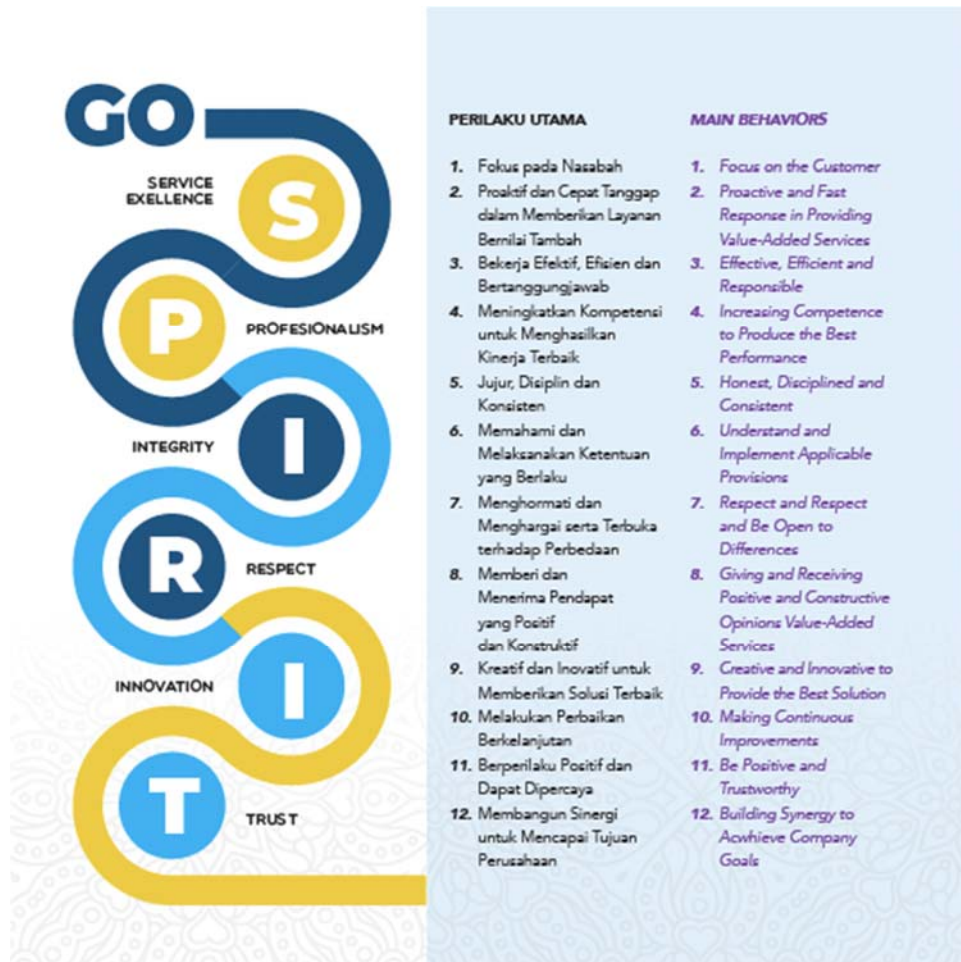 GO
SERVICE
EXELLENCE
S
P
PROFESIONALISM
INTEGRITY
I
R
RESPECT
INNOVATION
I
T
TRUST
PERILAKU UTAMA
1. Fokus pada Nasabah
2. Proaktif dan Cepat Tanggap
dalam Memberikan Layanan
Bernilai Tambah
3. Bekerja Efektif, Efisien dan
Bertanggungjawab
4. Meningkatkan Kompetensi
untuk Menghasilkan
Kinerja Terbaik
5. Jujur, Disiplin dan
Konsisten
6. Memahami dan
Melaksanakan Ketentuan
yang Berlaku
7. Menghormati dan
Menghargai serta Terbuka
terhadap Perbedaan
8. Memberi dan
Menerima Pendapat
yang Positif
dan Konstruktif
9. Kreatif dan Inovatif untuk
Memberikan Solusi Terbaik
10. Melakukan Perbaikan
Berkelanjutan
11. Berperilaku Positif dan
Dapat Dipercaya
12. Membangun Sinergi
untuk Mencapai Tujuan
Perusahaan
MAIN BEHAVIORS
1. Focus on the Customer
2. Proactive and Fast
Response in Providing
Value-Added Services
3. Effective, Efficient and
Responsible
4. Increasing Competence
to Produce the Best
Performance
5. Honest, Disciplined and
Consistent
6. Understand and
Implement Applicable
Provisions
7. Respect and Respect
and Be Open to
Differences
8. Giving and Receiving
Positive and Constructive
Opinions Value-Added
Services
9. Creative and Innovative to
Provide the Best Solution
10. Making Continuous
Improvements
11. Be Positive and
Trustworthy
12. Building Synergy to
Acwhieve Company
Goals